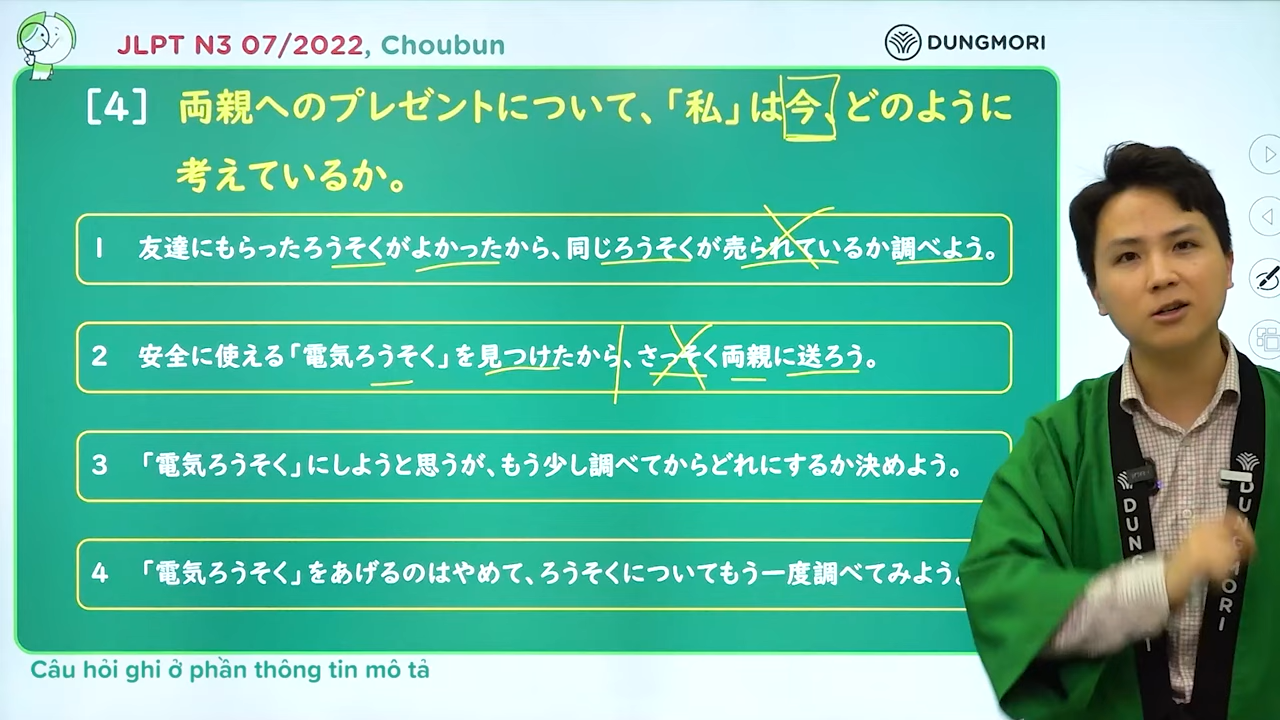 JLPT N3 07/2022, Choubun
DUNGMORI
[4] 両親へのプレゼントについて、「私」は今、どのように
考えているか。
1 友達にもらったろうそくがよかったから、同じろうそくが売られているか調べよう。
2 安全に使える「電気ろうそく」を見つけたから、さっそく両親に送ろう。
3 「電気ろうそく」にしようと思うが、もう少し調べてからどれにするか決めよう。
4 「電気ろうそく」をあげるのはやめて、ろうそくについてもう一度調べてみよう。
Câu hỏi ghi ở phần thông tin mô tả